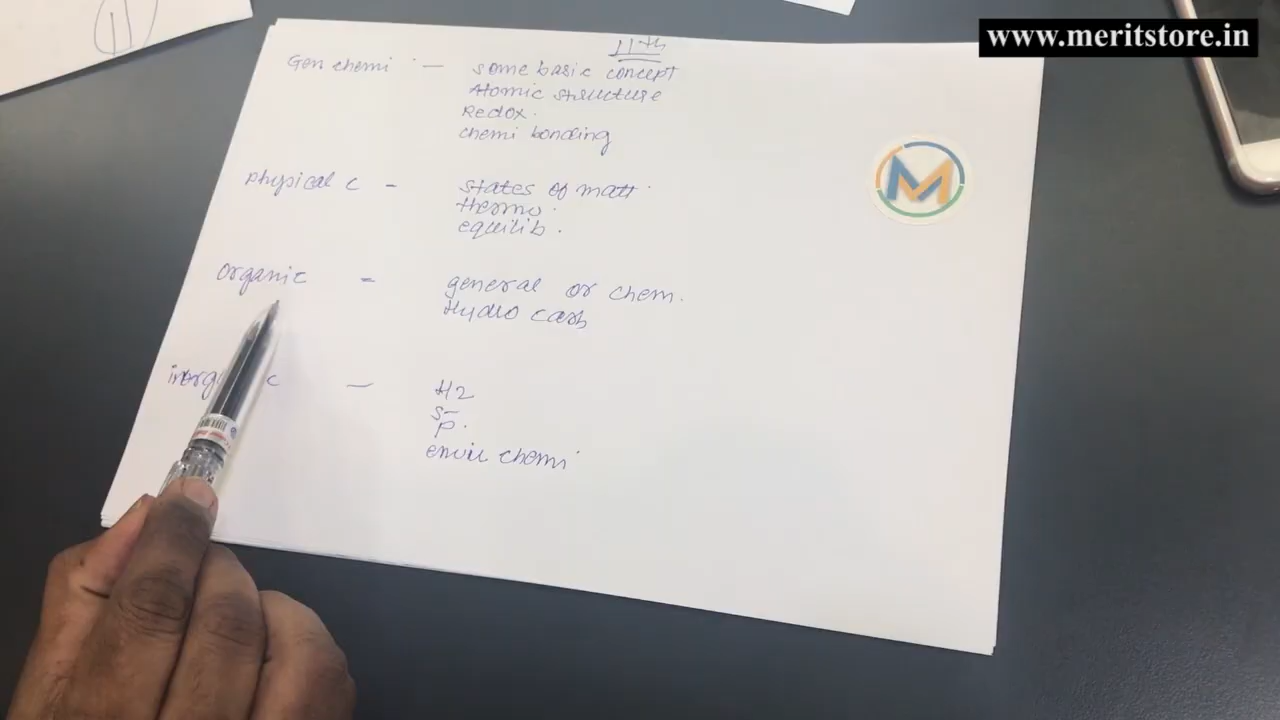 www.meritstore.in
11th
Gen chemi :- some basic concept
Atomic structure
Redox.
chemi bonding
Physical c - states of matt.
thermo.
equilib.
organic - general or chem.
Hydro carb
inorg c - H2
S-
P.
envir chemi